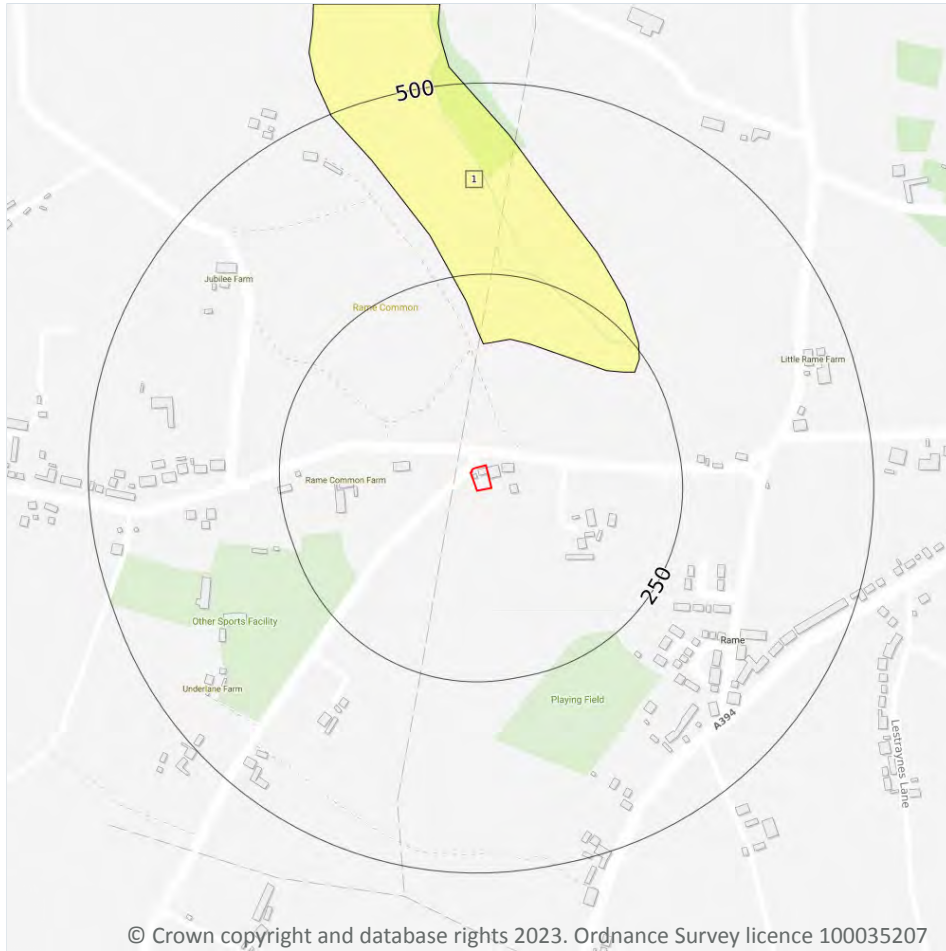 500
1
Jubilee Farm
Rame Common
Little Rame Farm
Rame Common Farm
250
Other Sports Facility
Rame
Underlane Farm
Playing Field
A394
Lestraynes Lane
© Crown copyright and database rights 2023. Ordnance Survey licence 100035207